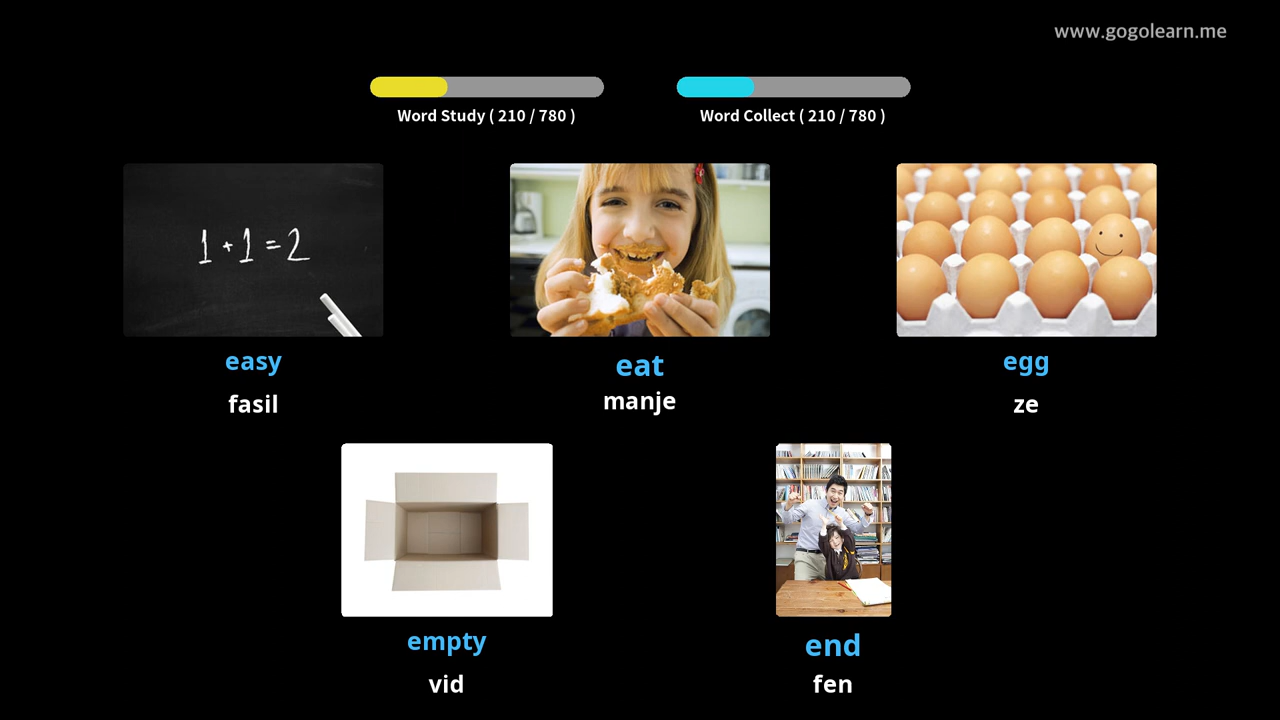 www.gogolearn.me
Word Study ( 210 / 780 )
Word Collect ( 210 / 780 )
1 + 1 = 2
easy
eat
egg
fasil
manje
ze
empty
end
vid
fen